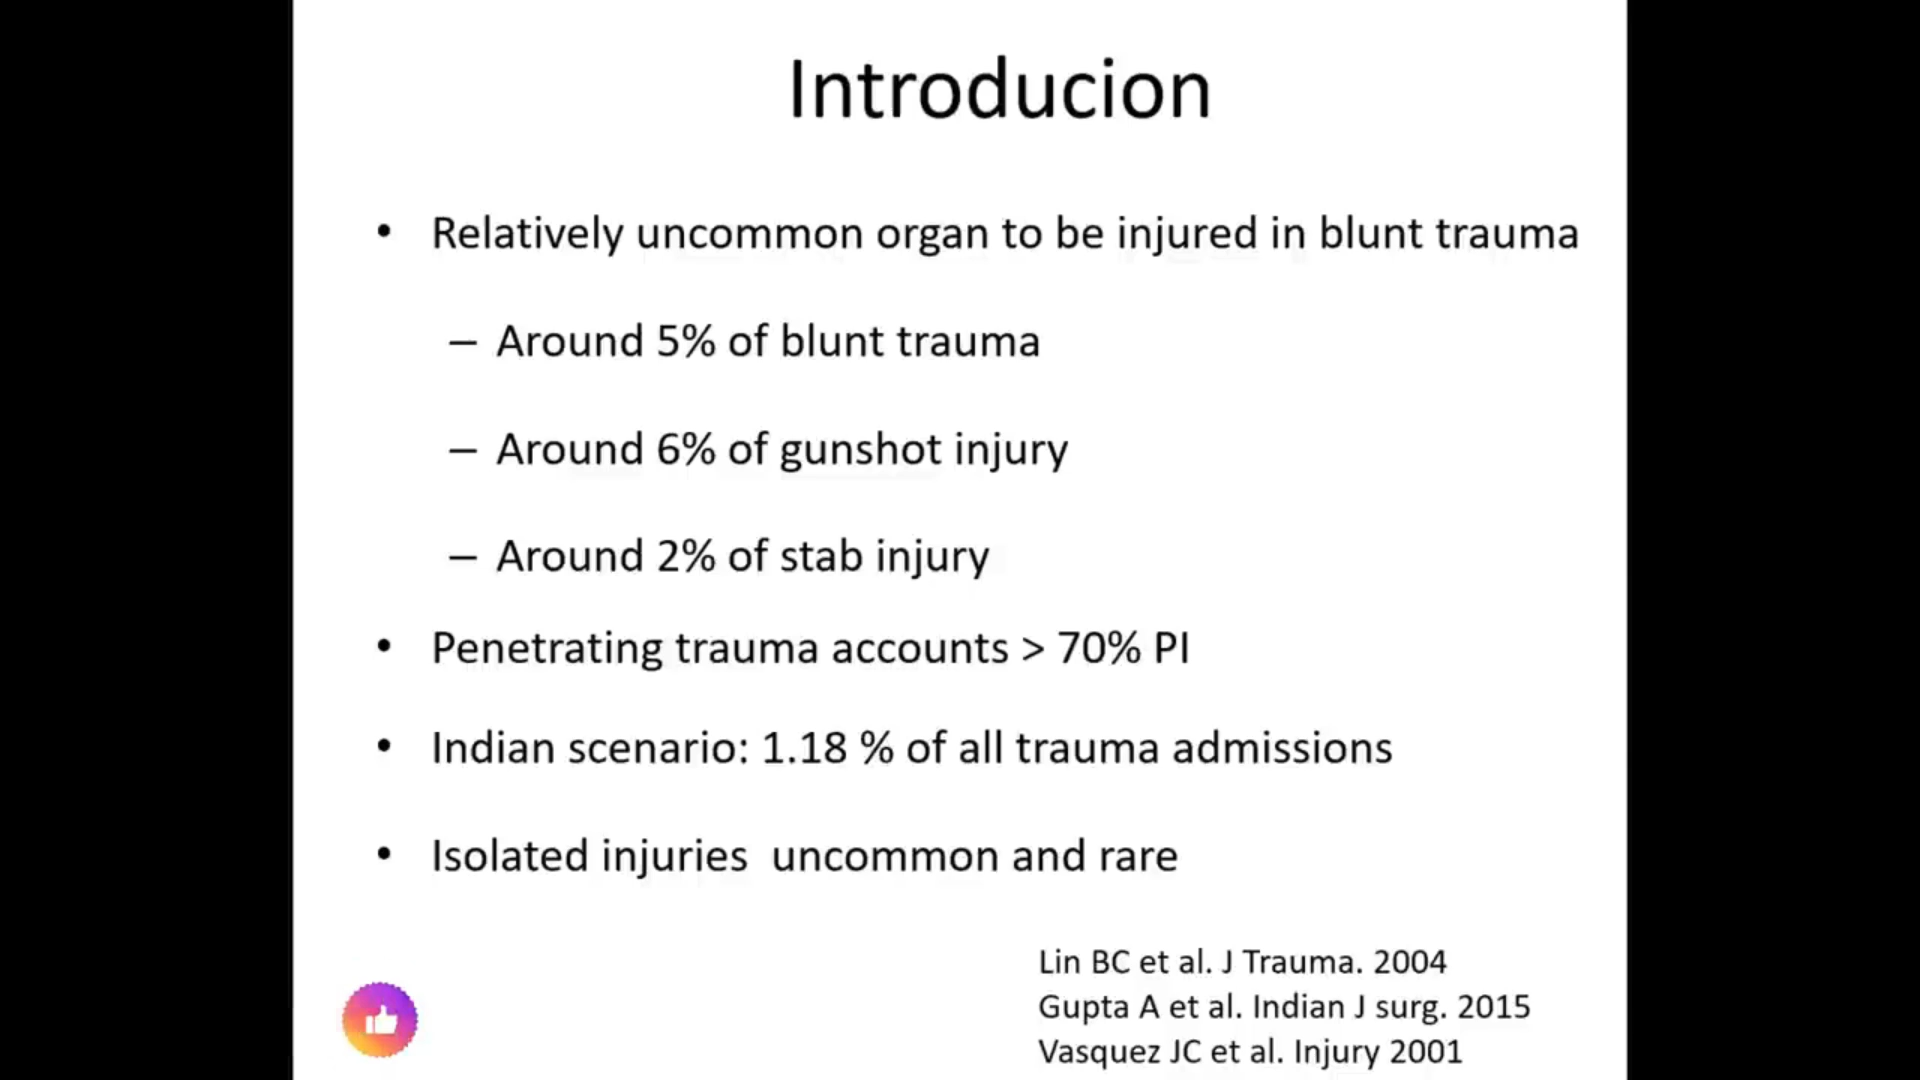 Introducion
• Relatively uncommon organ to be injured in blunt trauma
– Around 5% of blunt trauma
– Around 6% of gunshot injury
– Around 2% of stab injury
• Penetrating trauma accounts > 70% PI
• Indian scenario: 1.18 % of all trauma admissions
• Isolated injuries  uncommon and rare
Lin BC et al. J Trauma. 2004
Gupta A et al. Indian J surg. 2015
Vasquez JC et al. Injury 2001